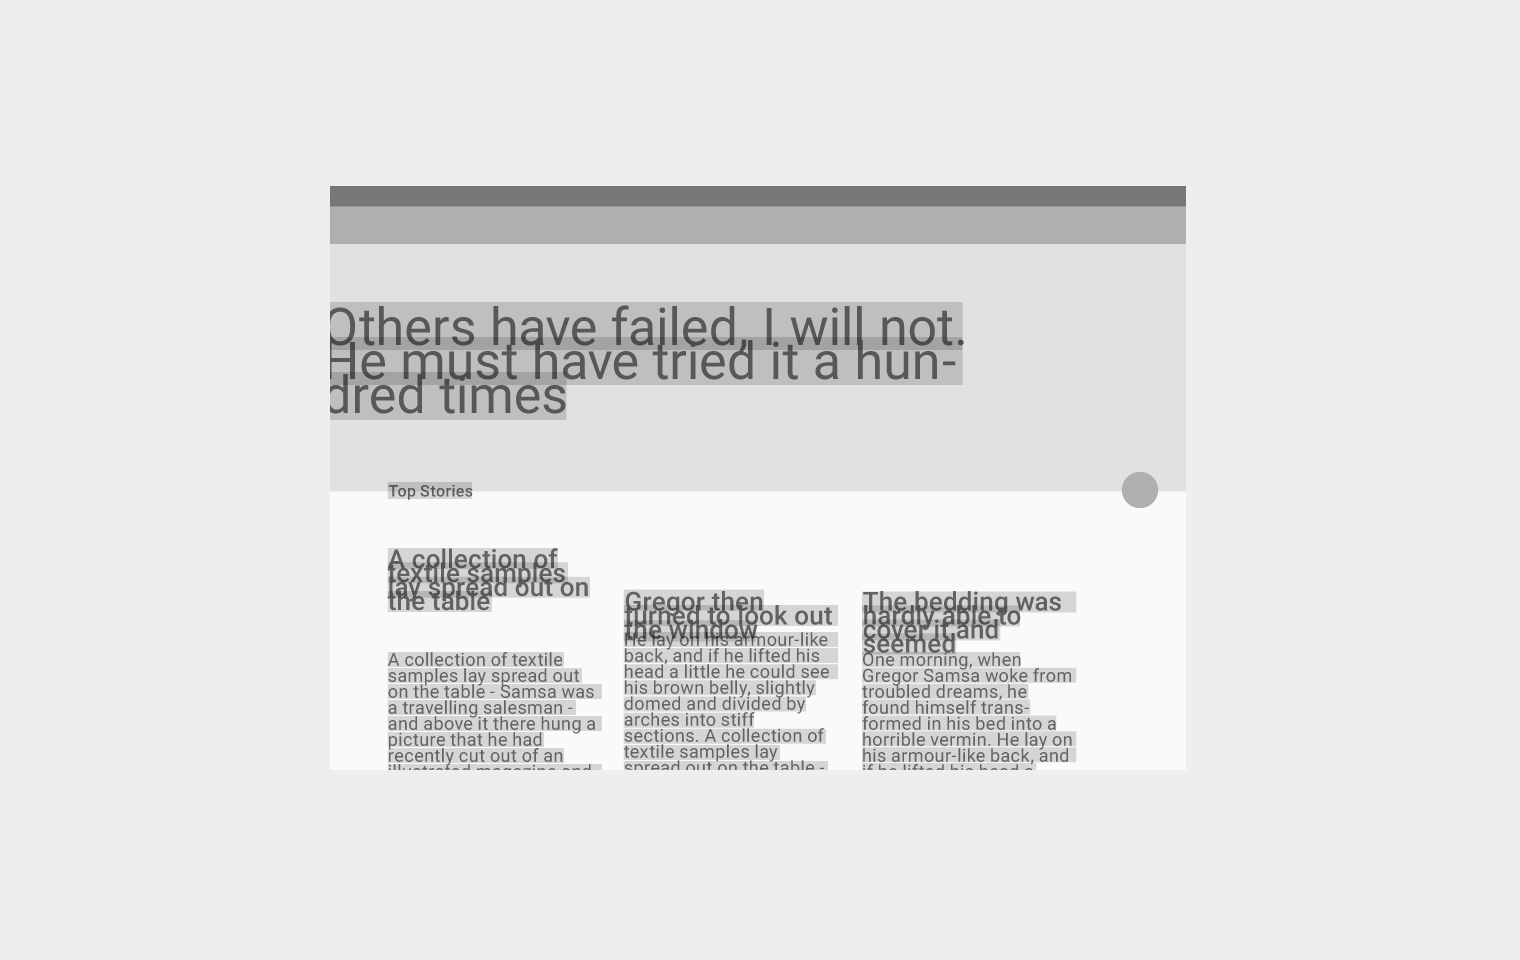 Others have failed, I will not.
He must have tried it a hun-
dred times
Top Stories
A collection of
textile samples
lay spread out on
the table
A collection of textile
samples lay spread out
on the table - Samsa was
a travelling salesman -
and above it there hung a
picture that he had
recently cut out of an
illustrated magazine and
Gregor then
turned to look out
the window
He lay on his armour-like
back, and if he lifted his
head a little he could see
his brown belly, slightly
domed and divided by
arches into stiff
sections. A collection of
textile samples lay
spread out on the table -
The bedding was
hardly able to
cover it and
seemed
One morning, when
Gregor Samsa woke from
troubled dreams, he
found himself trans-
formed in his bed into a
horrible vermin. He lay on
his armour-like back, and
if he lifted his head a